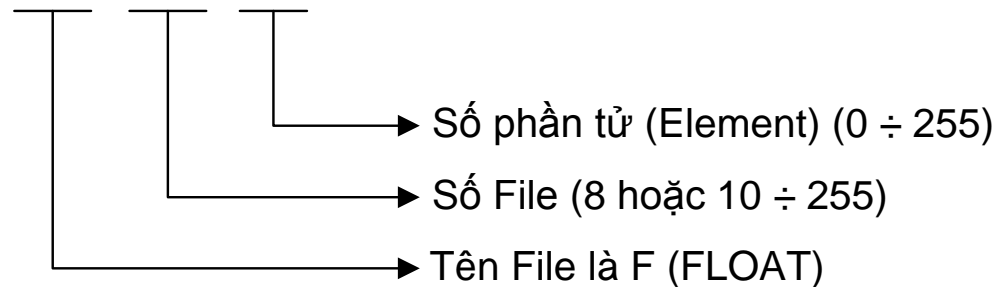 Số phần tử (Element) (0 ÷ 255)
Số File (8 hoặc 10 ÷ 255)
Tên File là F (FLOAT)